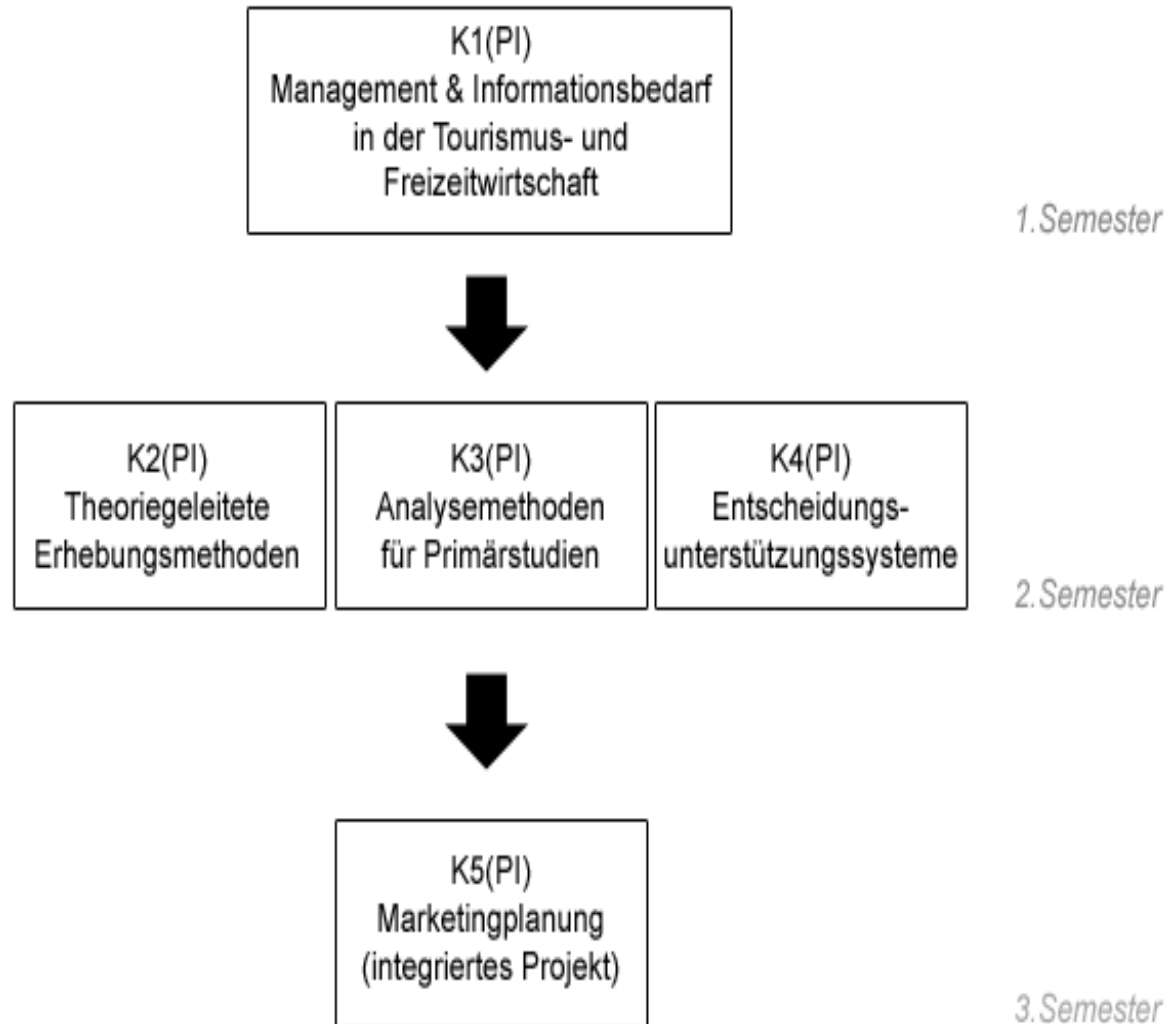 K1(PI)
Management & Informationsbedarf
in der Tourismus- und
Freizeitwirtschaft
1.Semester
K2(PI)
Theoriegeleitete
Erhebungsmethoden
K3(PI)
Analysemethoden
für Primärstudien
K4(PI)
Entscheidungs-
unterstützungssysteme
2.Semester
K5(PI)
Marketingplanung
(integriertes Projekt)
3.Semester